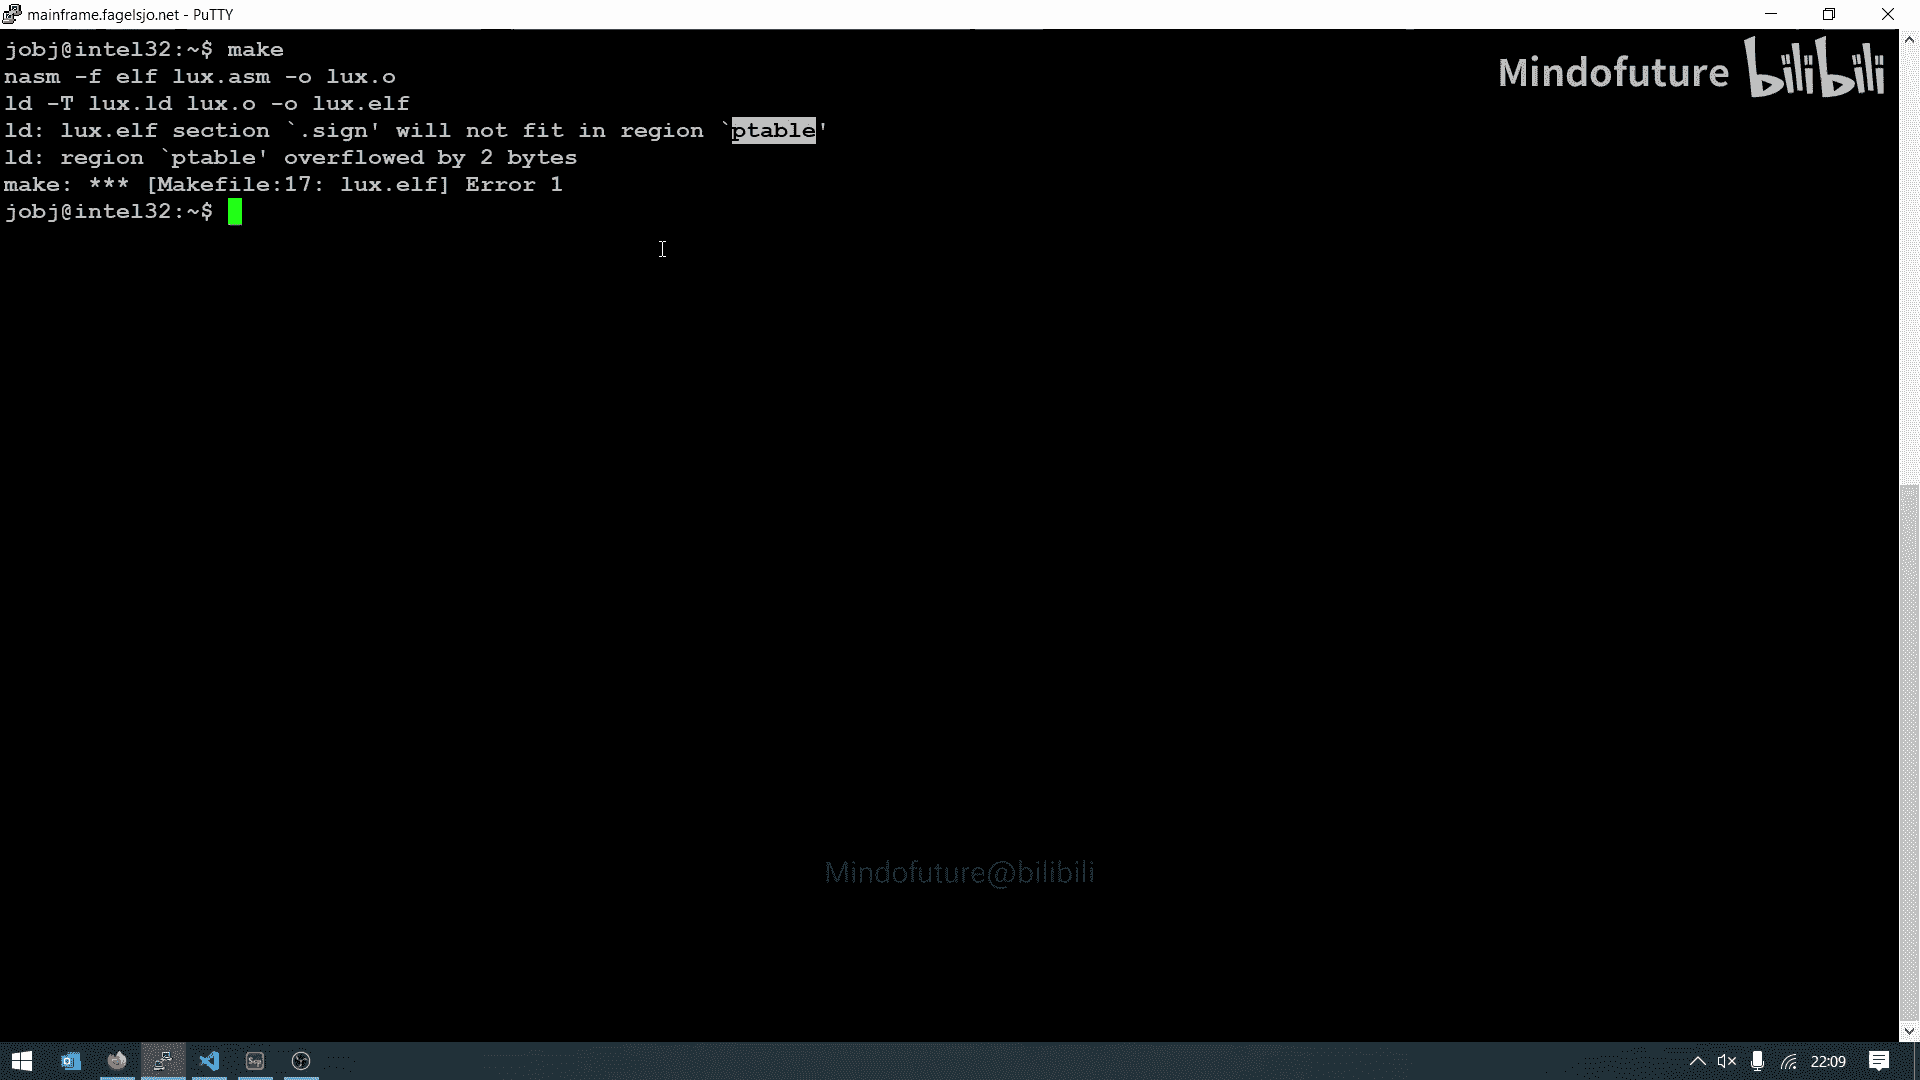 mainframe.fagelsjo.net - PuTTY
jobj@intel32:~$ make
nasm -f elf lux.asm -o lux.o
ld -T lux.ld lux.o -o lux.elf
ld: lux.elf section `.sign' will not fit in region `ptable'
ld: region `ptable' overflowed by 2 bytes
make: *** [Makefile:17: lux.elf] Error 1
jobj@intel32:~$
Mindofuture bilibili
Mindofuture@bilibili
22:09